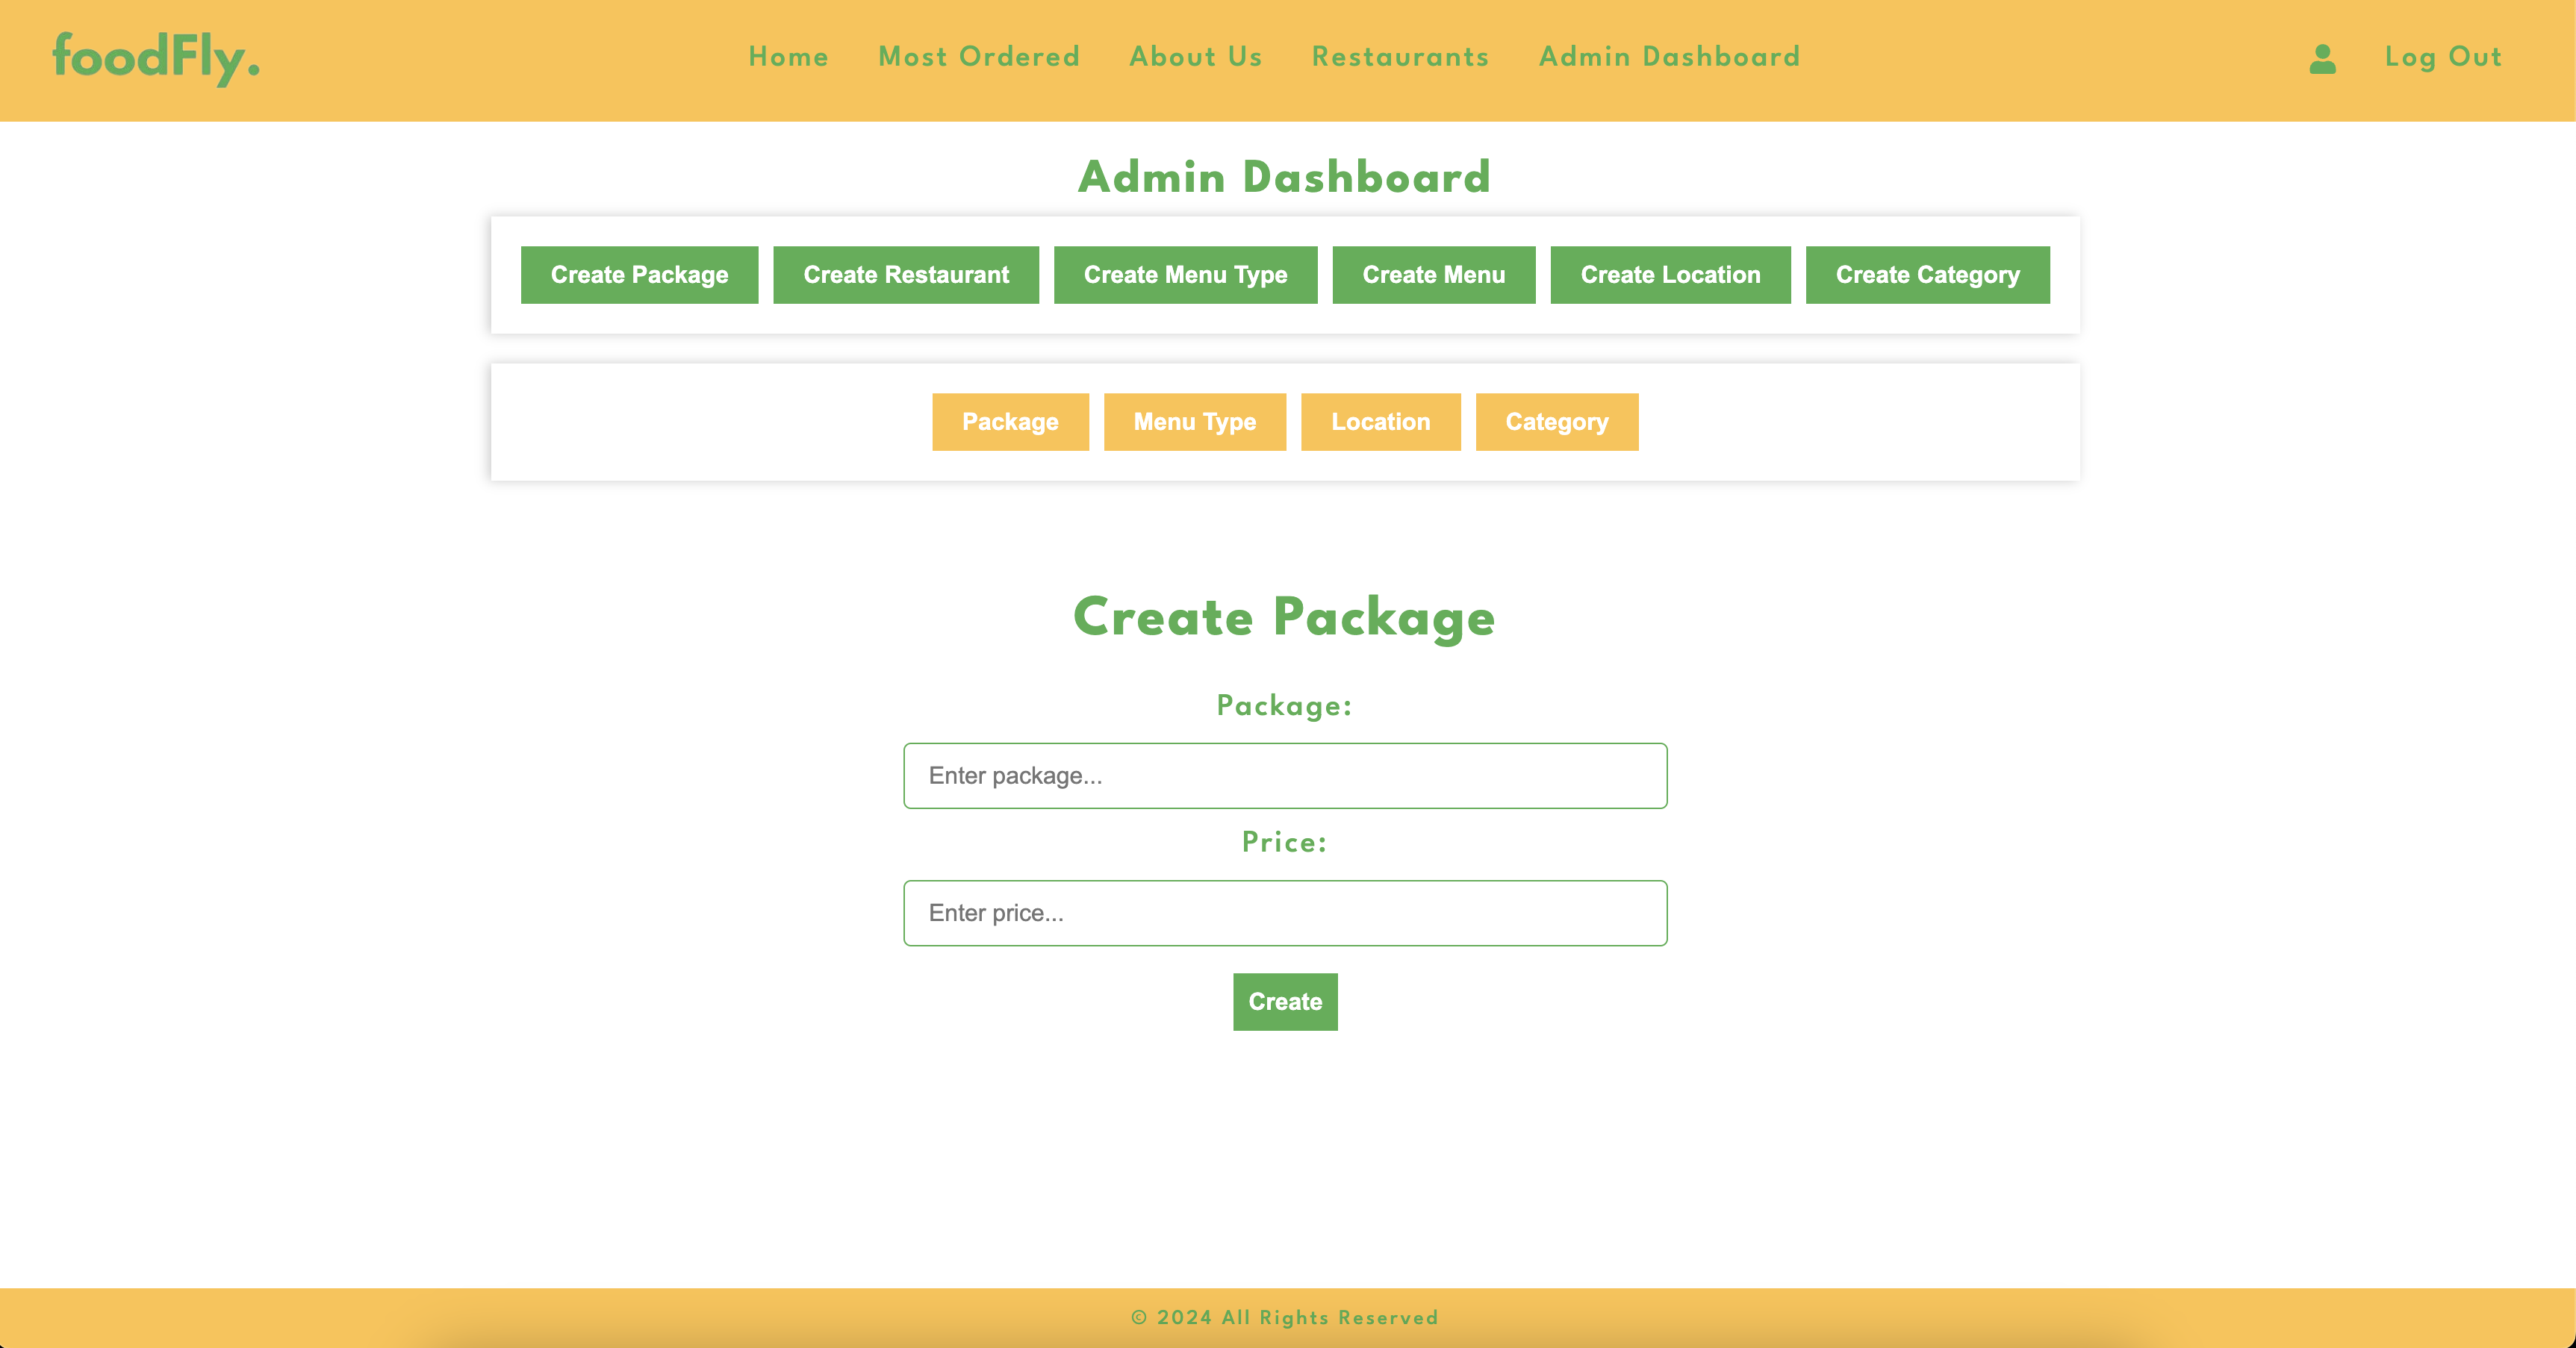 foodFly.
Home Most Ordered About Us Restaurants Admin Dashboard Log Out
Admin Dashboard
Create Package Create Restaurant Create Menu Type Create Menu Create Location Create Category
Package Menu Type Location Category
Create Package
Package:
Enter package...
Price:
Enter price...
Create
© 2024 All Rights Reserved